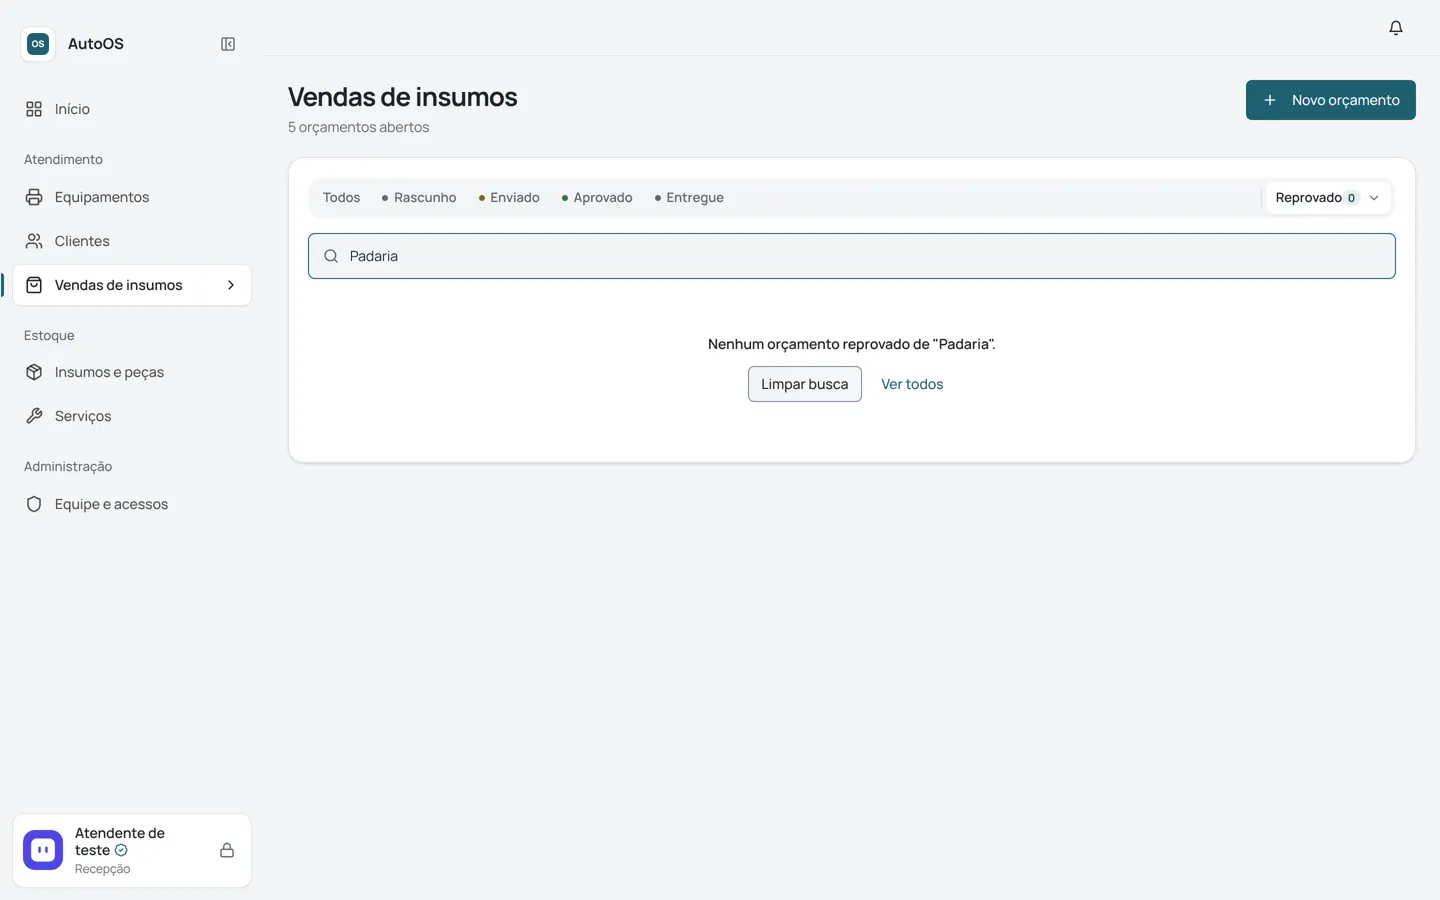 OS
AutoOS
Início
Atendimento
Equipamentos
Clientes
Vendas de insumos
Estoque
Insumos e peças
Serviços
Administração
Equipe e acessos
Atendente de
teste
Recepção
Vendas de insumos
5 orçamentos abertos
Novo orçamento
Todos Rascunho Enviado Aprovado Entregue Reprovado 0
Padaria
Nenhum orçamento reprovado de "Padaria".
Limpar busca Ver todos